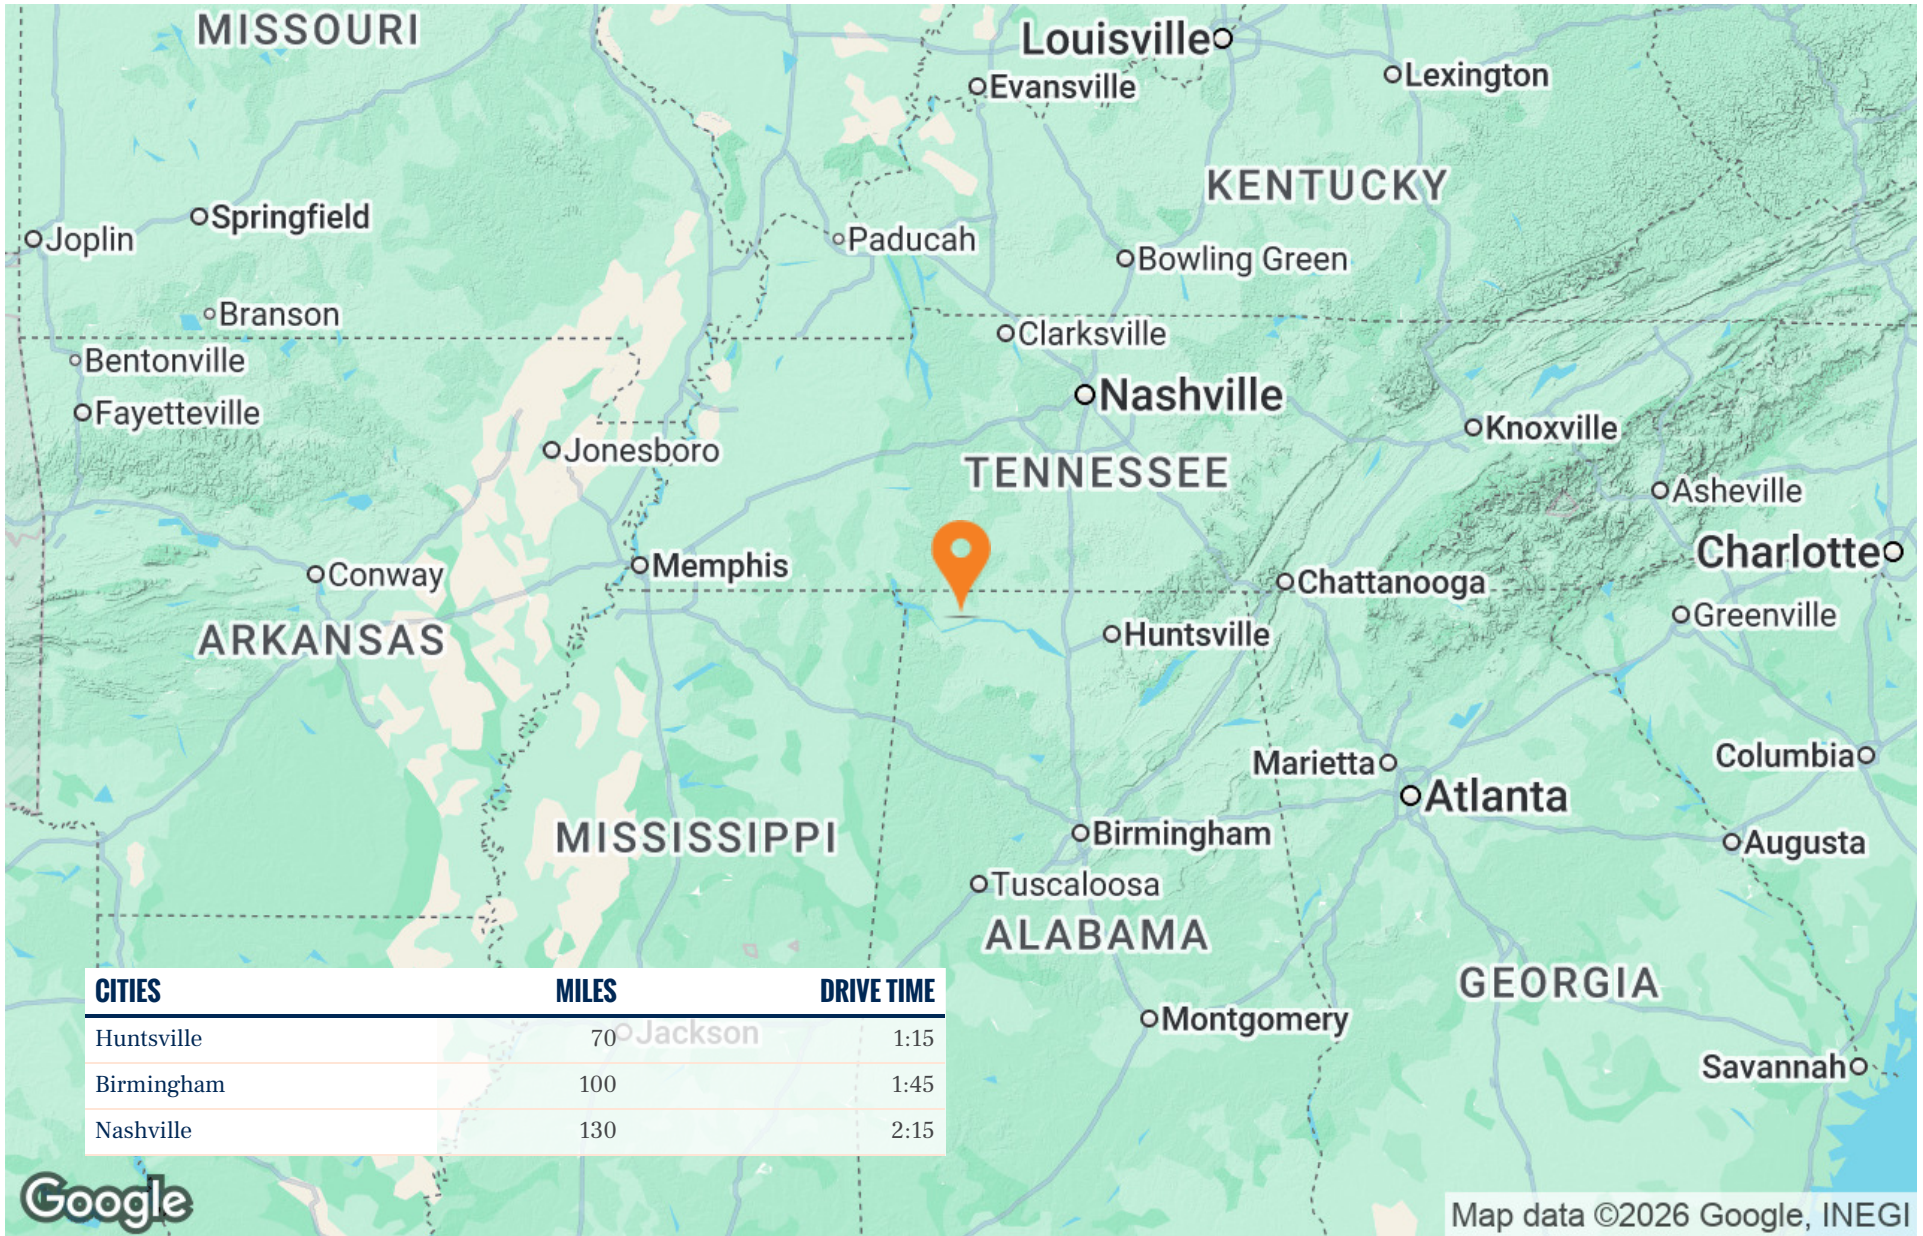 MISSOURI
Louisville
Lexington
Evansville
KENTUCKY
Springfield
Joplin
Paducah
Bowling Green
Branson
Clarksville
Bentonville
Nashville
Fayetteville
Knoxville
Jonesboro
TENNESSEE
Asheville
Charlotte
Memphis
Conway
Chattanooga
Greenville
ARKANSAS
Huntsville
Columbia
Marietta
Atlanta
MISSISSIPPI
Birmingham
Augusta
Tuscaloosa
ALABAMA
GEORGIA
CITIES MILES DRIVE TIME
Montgomery
Jackson
Huntsville 70 1:15
Savannah
Birmingham 100 1:45
Nashville 130 2:15
Google
Map data ©2026 Google, INEGI